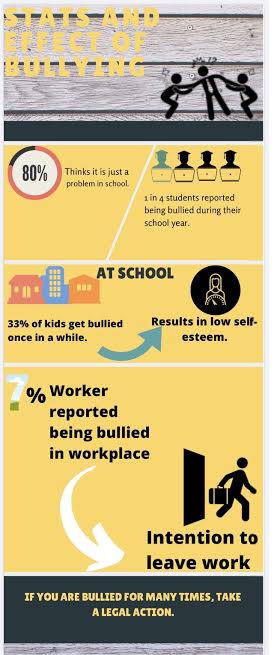 STATS AND
EFFECT OF
BULLYING
80%
Thinks it is just a
problem in school.
1 in 4 students reported
being bullied during their
school year.
AT SCHOOL
33% of kids get bullied
once in a while.
Results in low self-
esteem.
7% Worker
reported
being bullied
in workplace
Intention to
leave work
IF YOU ARE BULLIED FOR MANY TIMES, TAKE
A LEGAL ACTION.